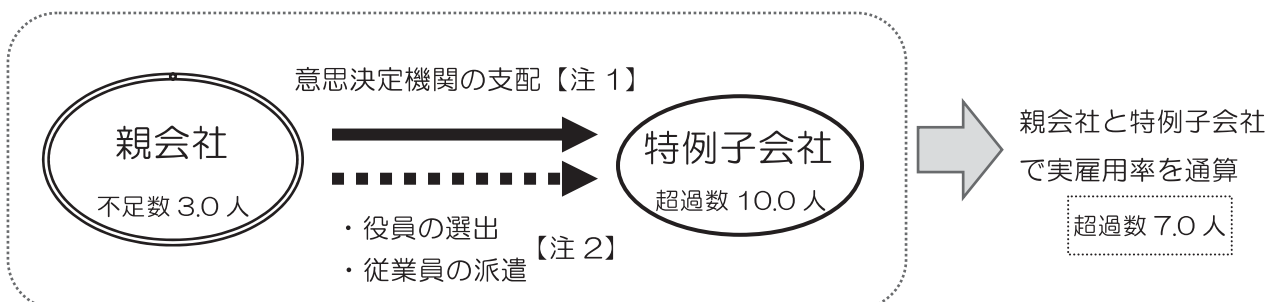 意思決定機関の支配【注 1】
親会社
不足数 3.0 人
特例子会社
超過数 10.0 人
・役員の選出
・従業員の派遣
【注 2】
親会社と特例子会社
で実雇用率を通算
超過数 7.0 人